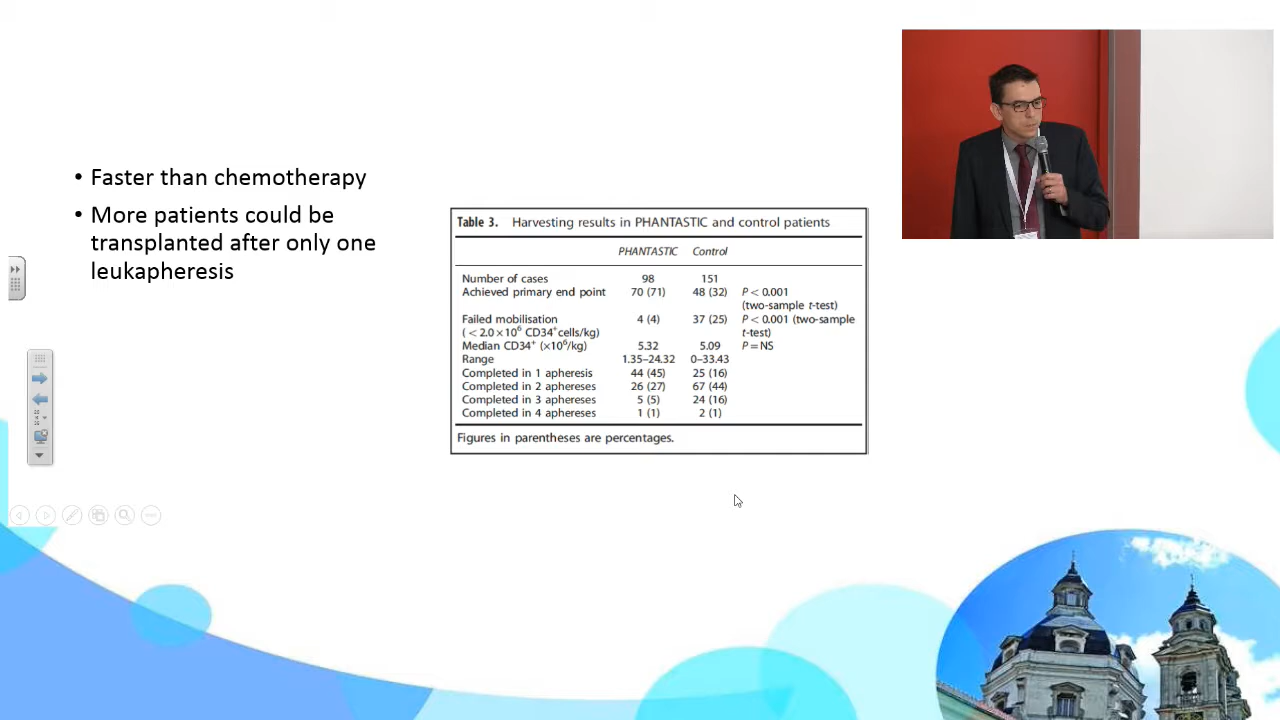 • Faster than chemotherapy
• More patients could be
transplanted after only one
leukapheresis
Table 3. Harvesting results in PHANTASTIC and control patients
PHANTASTIC Control
Number of cases 98 151
Achieved primary end point 70 (71) 48 (32) P < 0.001
(two-sample t-test)
Failed mobilisation 4 (4) 37 (25) P < 0.001 (two-sample
(< 2.0 × 10⁶ CD34⁺cells/kg) t-test)
Median CD34⁺ (×10⁶/kg) 5.32 5.09 P = NS
Range 1.35–24.32 0–33.43
Completed in 1 apheresis 44 (45) 25 (16)
Completed in 2 aphereses 26 (27) 67 (44)
Completed in 3 aphereses 5 (5) 24 (16)
Completed in 4 aphereses 1 (1) 2 (1)
Figures in parentheses are percentages.